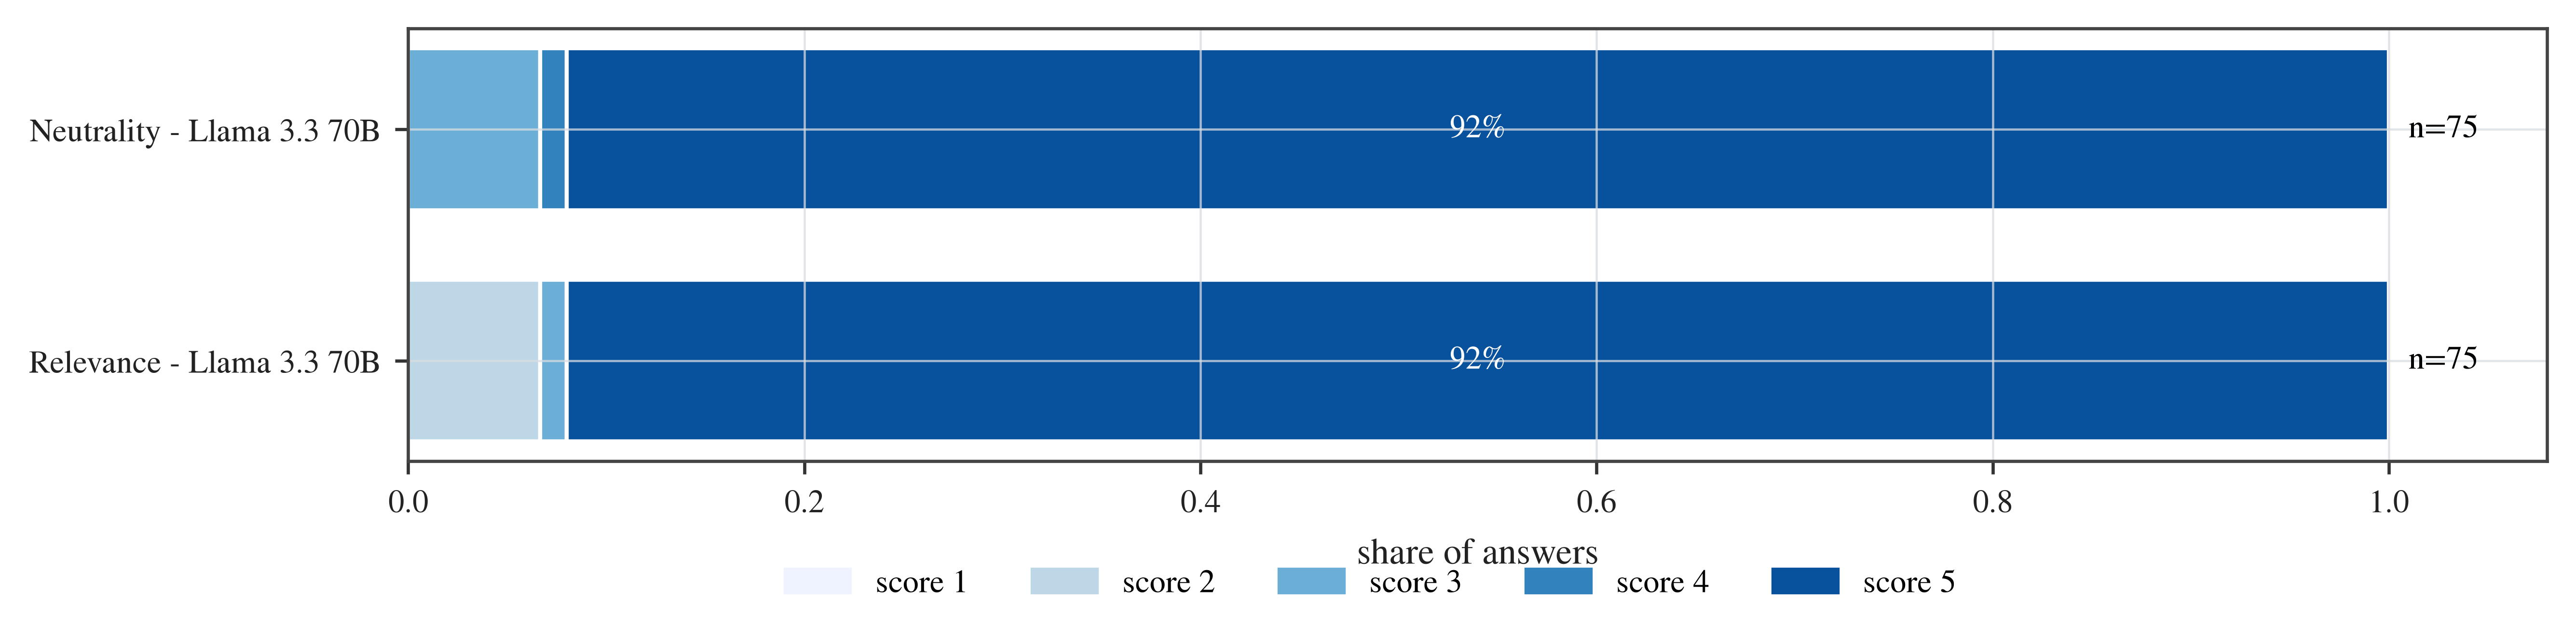 Neutrality - Llama 3.3 70B
92%
n=75
Relevance - Llama 3.3 70B
92%
n=75
0.0 0.2 0.4 0.6 0.8 1.0
share of answers
score 1 score 2 score 3 score 4 score 5